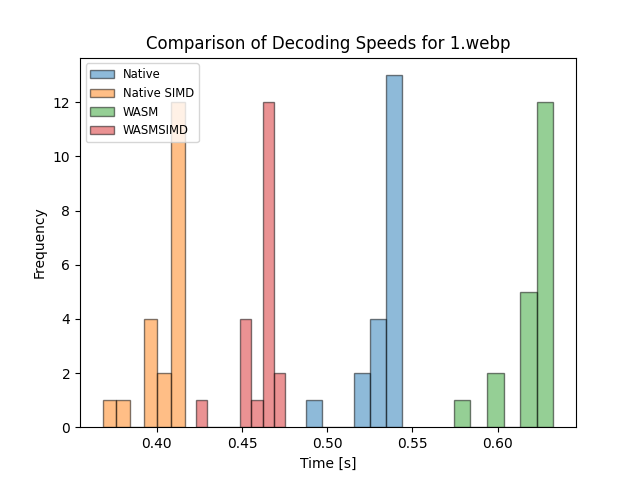 Comparison of Decoding Speeds for 1.webp
Native
Native SIMD
WASM
WASMSIMD
12
10
8
6
4
2
0
Frequency
0.40 0.45 0.50 0.55 0.60
Time [s]